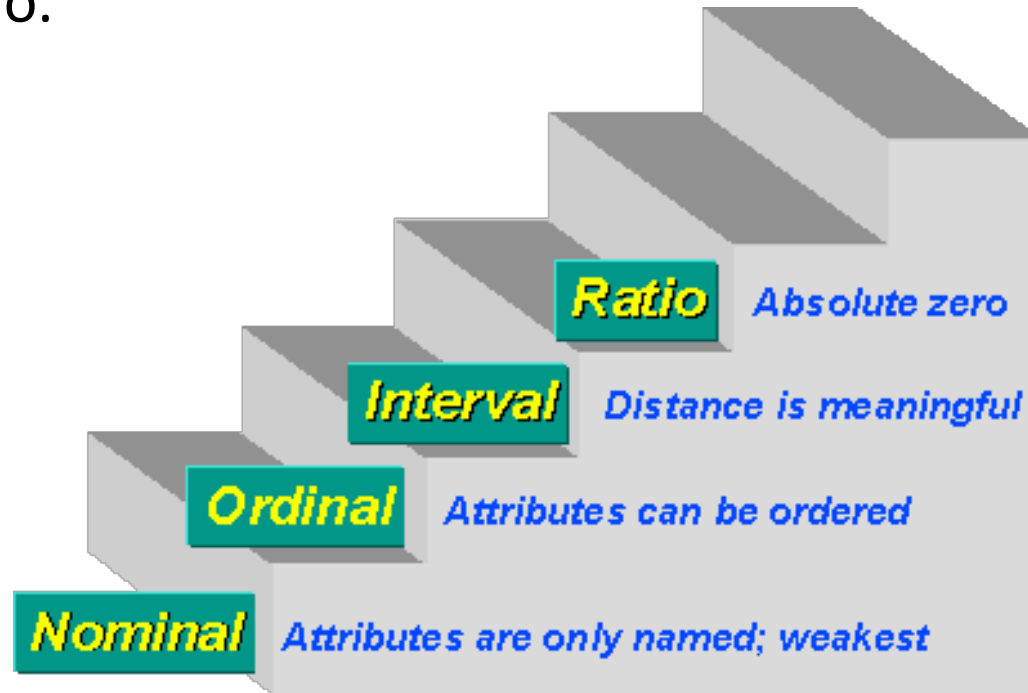 o.
Ratio Absolute zero
Interval Distance is meaningful
Ordinal Attributes can be ordered
Nominal Attributes are only named; weakest